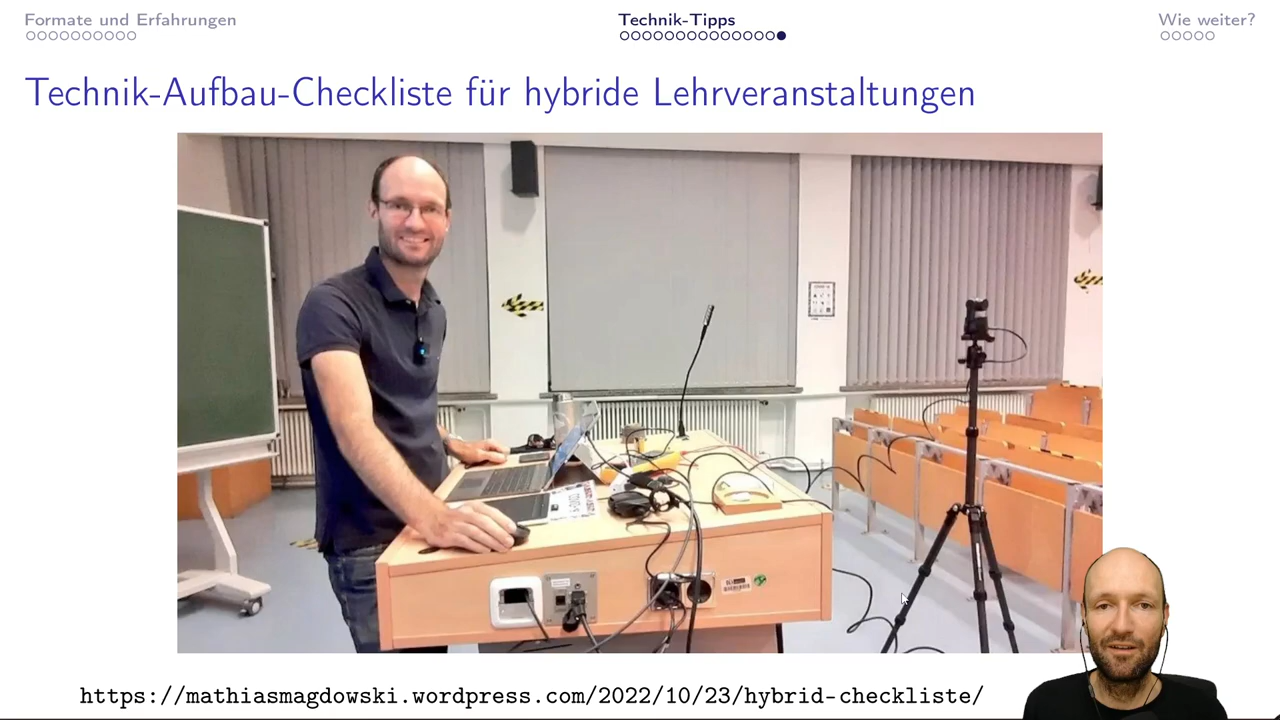 Formate und Erfahrungen
Technik-Tipps
Wie weiter?
Technik-Aufbau-Checkliste für hybride Lehrveranstaltungen
https://mathiasmagdowski.wordpress.com/2022/10/23/hybrid-checkliste/